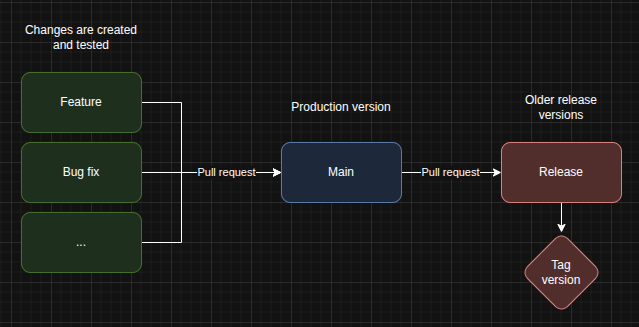 Changes are created
and tested
Feature
Bug fix
...
Pull request
Production version
Main
Pull request
Older release
versions
Release
Tag
version